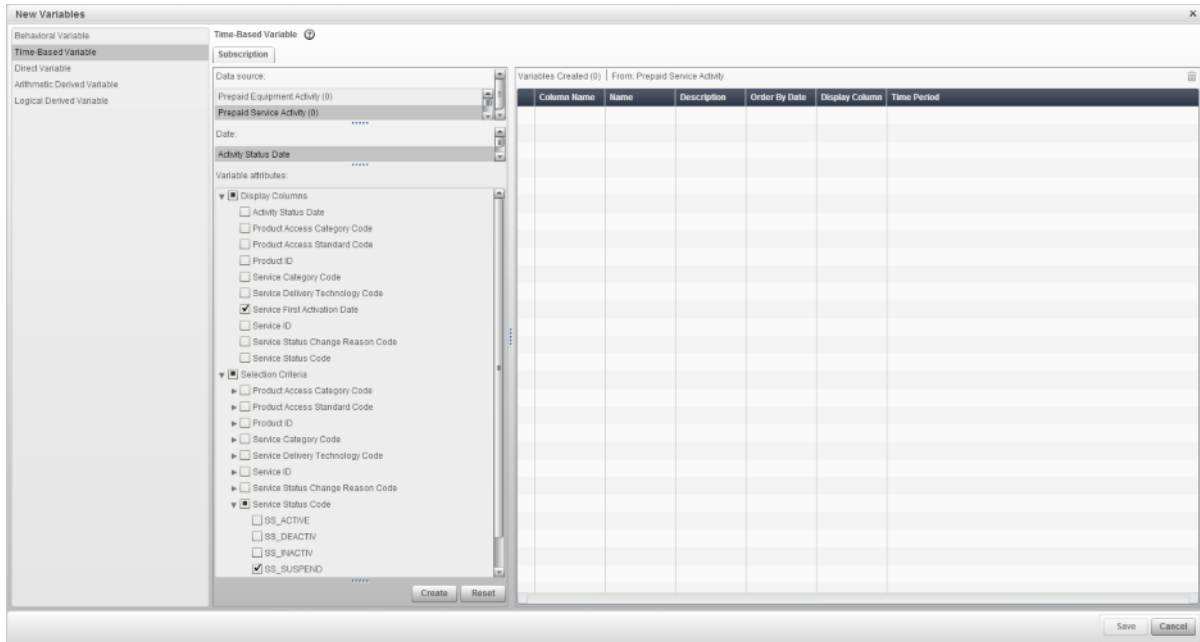 New Variables
Behavioral Variable
Time-Based Variable
Direct Variable
Arithmetic Derived Variable
Logical Derived Variable
Time-Based Variable
Subscription
Data source:
Prepaid Equipment Activity (0)
Prepaid Service Activity (0)
Date:
Activity Status Date
Variable attributes:
Display Columns
Activity Status Date
Product Access Category Code
Product Access Standard Code
Product ID
Service Category Code
Service Delivery Technology Code
Service First Activation Date
Service ID
Service Status Change Reason Code
Service Status Code
Selection Criteria
Product Access Category Code
Product Access Standard Code
Product ID
Service Category Code
Service Delivery Technology Code
Service ID
Service Status Change Reason Code
Service Status Code
SS_ACTIVE
SS_DEACTIV
SS_INACTIV
SS_SUSPEND
Create Reset
Variables Created (0) | From: Prepaid Service Activity
Column Name Name Description Order By Date Display Column Time Period
Save Cancel